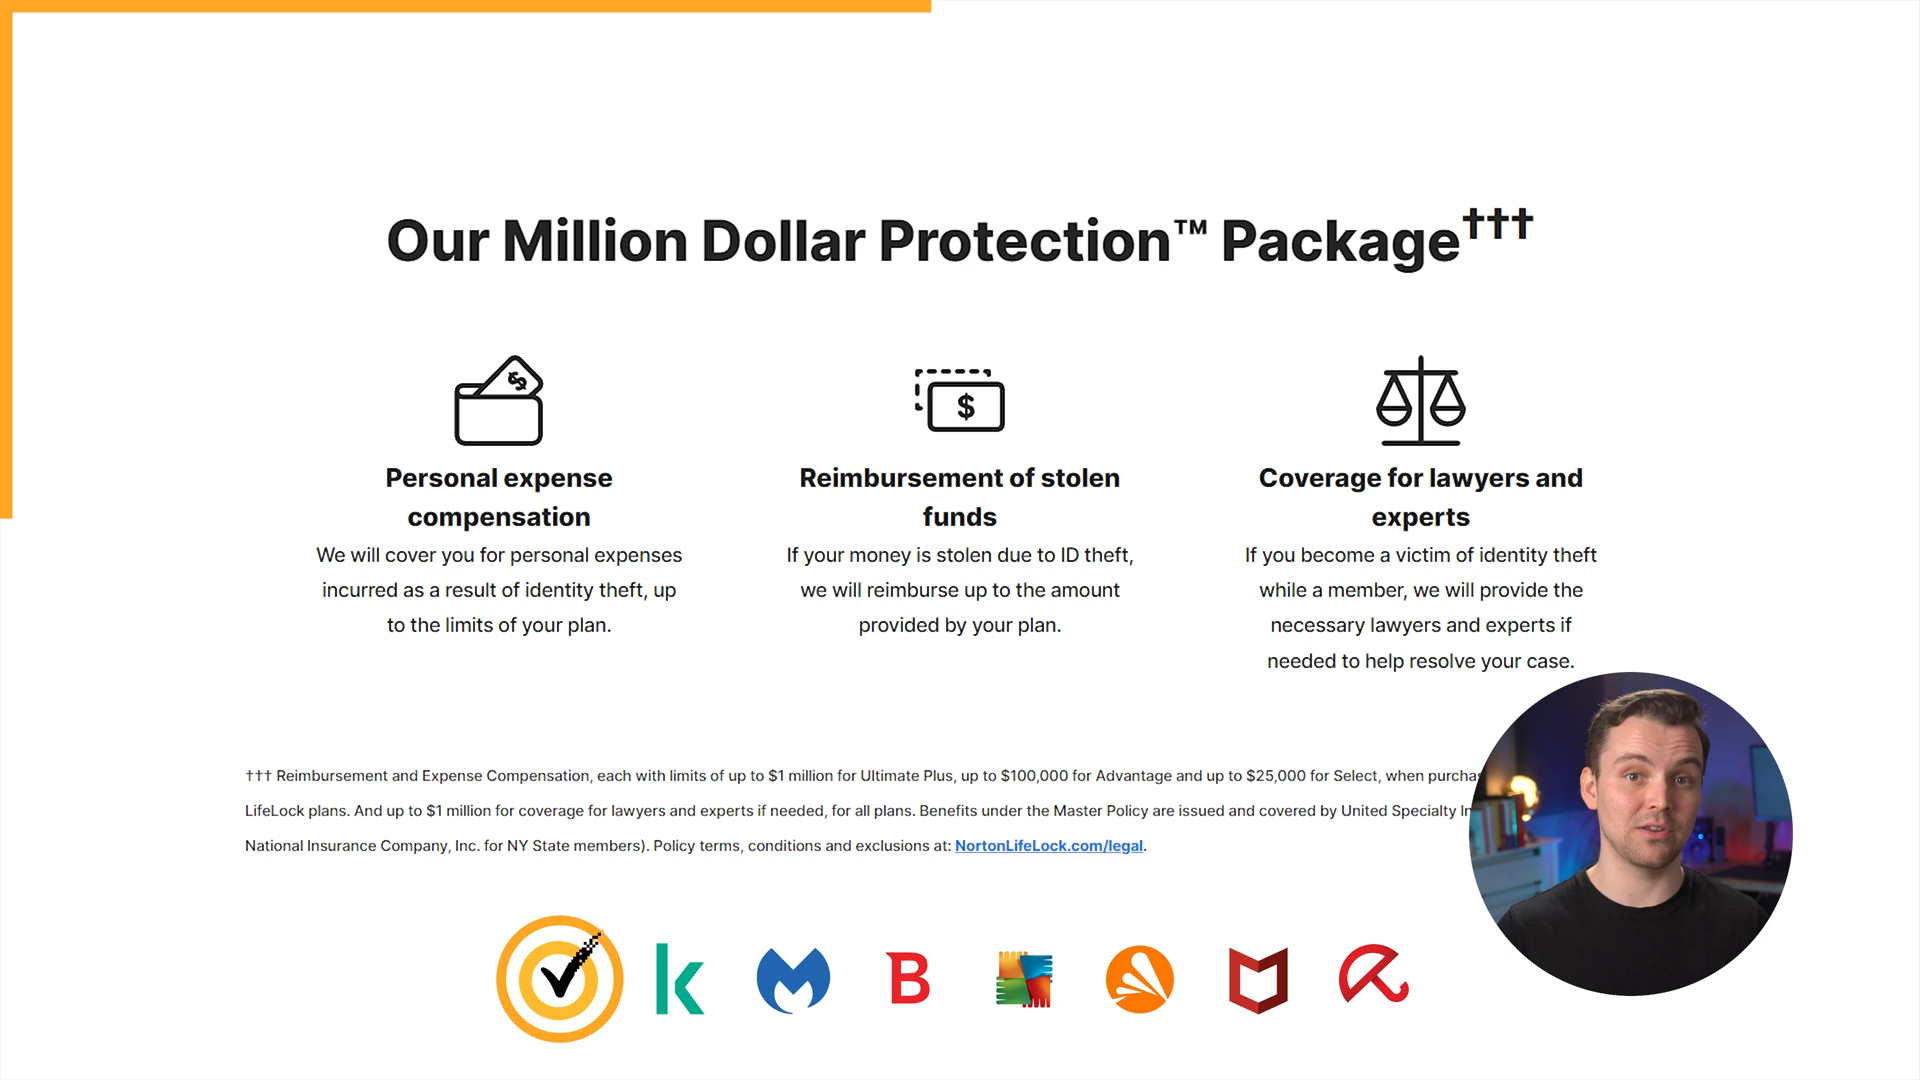 Our Million Dollar Protection™ Package†††
Personal expense
compensation
We will cover you for personal expenses
incurred as a result of identity theft, up
to the limits of your plan.
Reimbursement of stolen
funds
If your money is stolen due to ID theft,
we will reimburse up to the amount
provided by your plan.
Coverage for lawyers and
experts
If you become a victim of identity theft
while a member, we will provide the
necessary lawyers and experts if
needed to help resolve your case.
††† Reimbursement and Expense Compensation, each with limits of up to $1 million for Ultimate Plus, up to $100,000 for Advantage and up to $25,000 for Select, when
LifeLock plans. And up to $1 million for coverage for lawyers and experts if needed, for all plans. Benefits under the Master Policy are issued and covered by United Specialty
National Insurance Company, Inc. for NY State members). Policy terms, conditions and exclusions at: NortonLifeLock.com/legal.